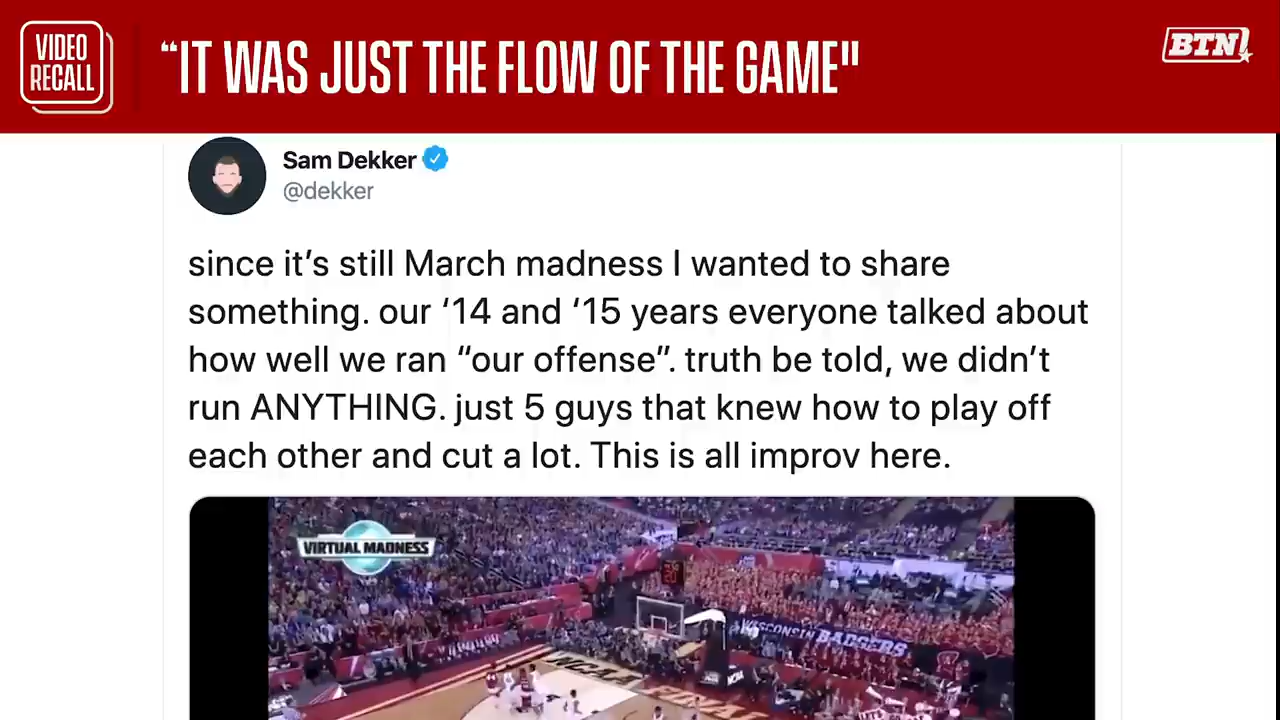 VIDEO
RECALL
“IT WAS JUST THE FLOW OF THE GAME"
BTN
Sam Dekker
@dekker
since it’s still March madness I wanted to share
something. our ‘14 and ‘15 years everyone talked about
how well we ran “our offense”. truth be told, we didn’t
run ANYTHING. just 5 guys that knew how to play off
each other and cut a lot. This is all improv here.
VIRTUAL MADNESS
WISCONSIN BADGERS
NCAA FINAL
NCAA